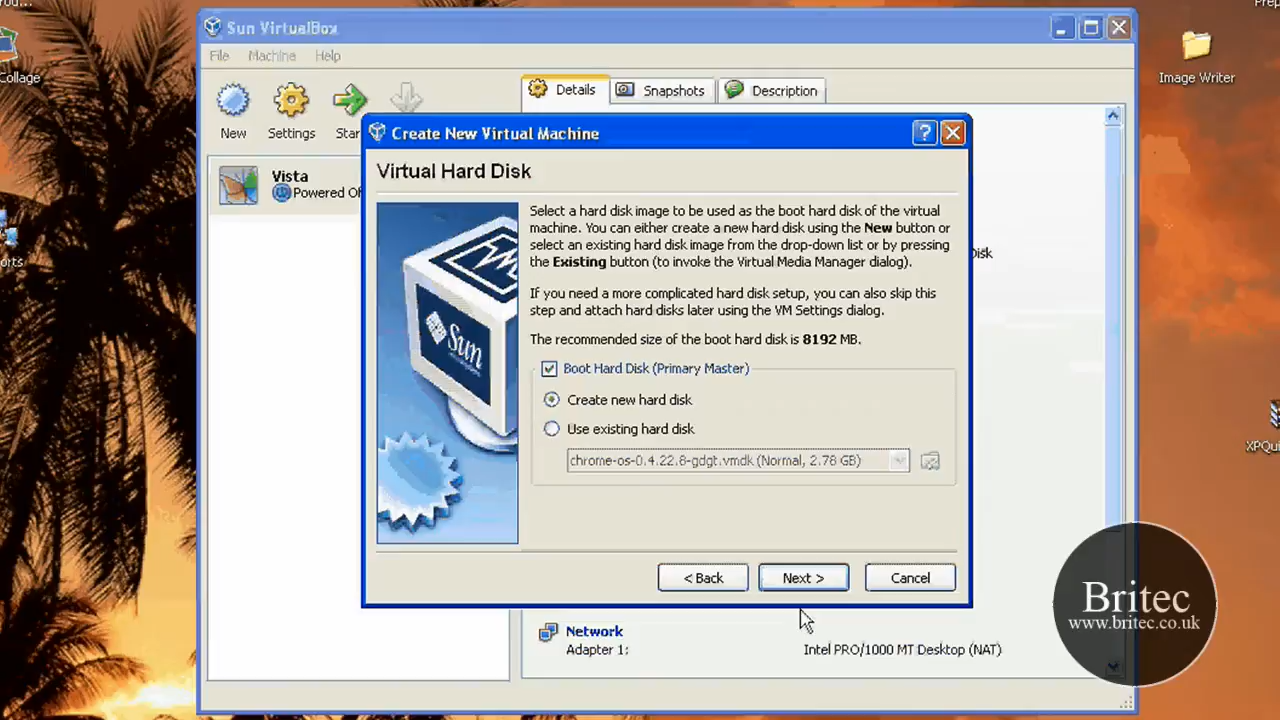 Sun VirtualBox
File Machine Help
Collage
Image Writer
New
Settings
Details
Snapshots
Description
Create New Virtual Machine
Virtual Hard Disk
Vista
Powered
Select a hard disk image to be used as the boot hard disk of the virtual
machine. You can either create a new hard disk using the New button or
select an existing hard disk image from the drop-down list or by pressing
the Existing button (to invoke the Virtual Media Manager dialog).
If you need a more complicated hard disk setup, you can also skip this
step and attach hard disks later using the VM Settings dialog.
The recommended size of the boot hard disk is 8192 MB.
Boot Hard Disk (Primary Master)
Create new hard disk
Use existing hard disk
chrome-os-0.4.22.8-gdgt.vmdk (Normal, 2.78 GB)
Sun
< Back
Next >
Cancel
Network
Adapter 1:
Intel PRO/1000 MT Desktop (NAT)
Britec
www.britec.co.uk